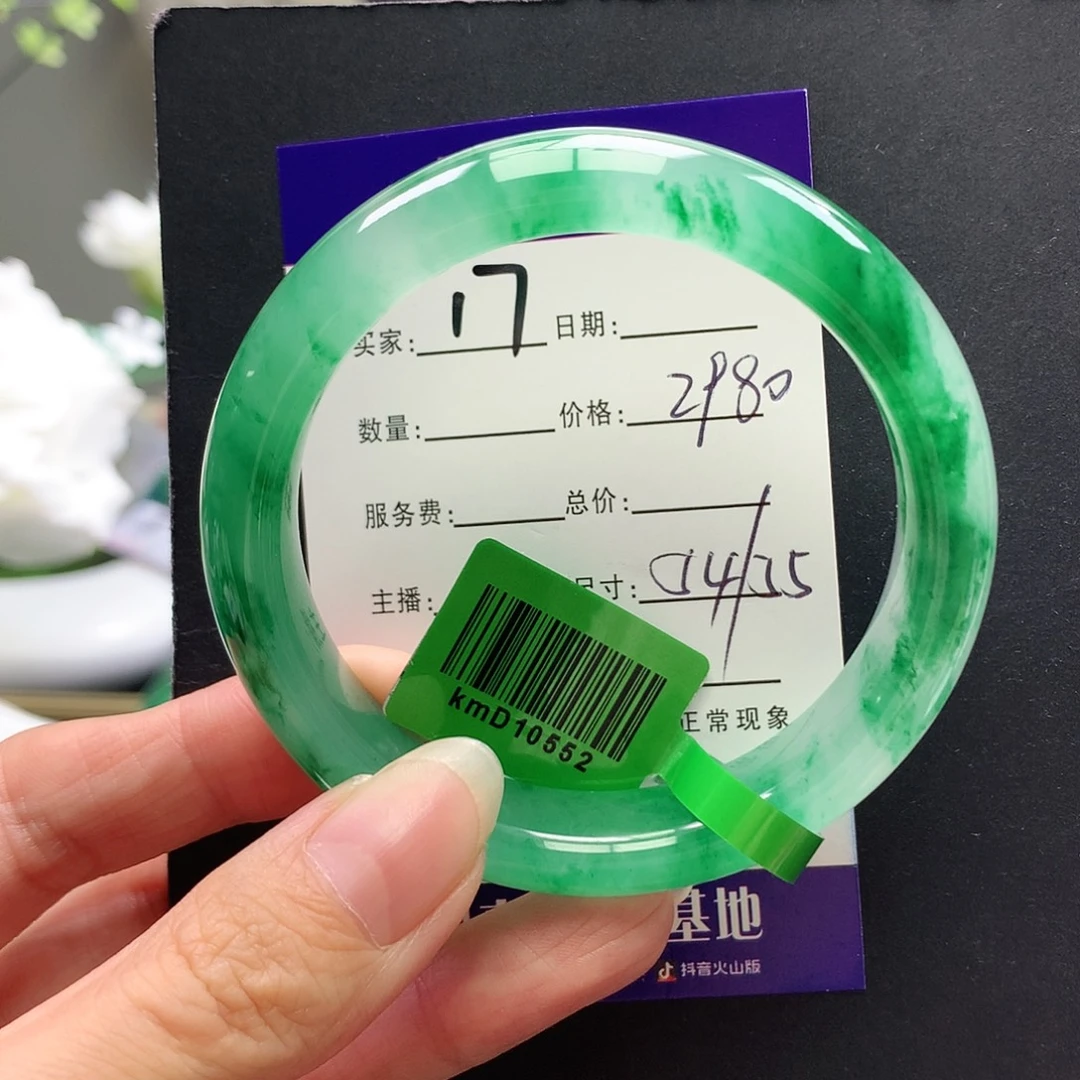 买家: 17 日期:
数量: 价格: 2980
服务费: 总价:
主播: 尺寸: 54/55
kmD10552
正常现象
基地
抖音火山版